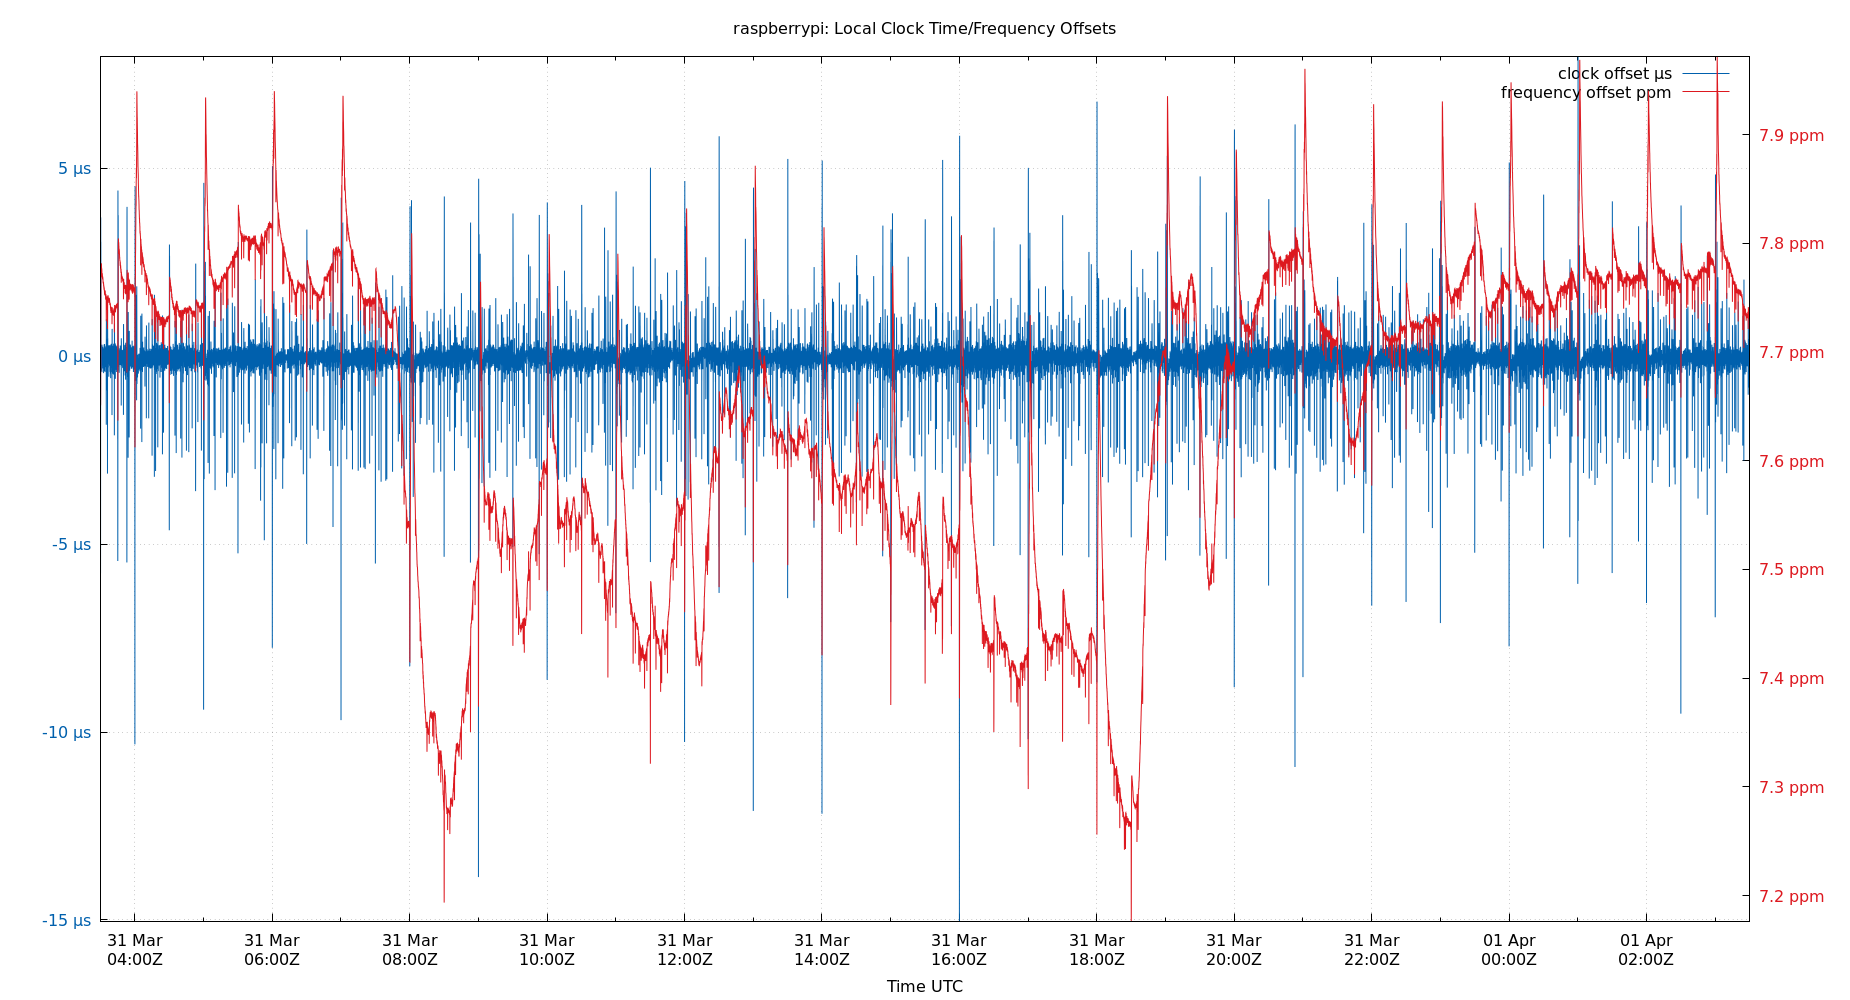 raspberrypi: Local Clock Time/Frequency Offsets
clock offset µs
frequency offset ppm
5 µs
0 µs
-5 µs
-10 µs
-15 µs
7.9 ppm
7.8 ppm
7.7 ppm
7.6 ppm
7.5 ppm
7.4 ppm
7.3 ppm
7.2 ppm
31 Mar
04:00Z
31 Mar
06:00Z
31 Mar
08:00Z
31 Mar
10:00Z
31 Mar
12:00Z
31 Mar
14:00Z
31 Mar
16:00Z
31 Mar
18:00Z
31 Mar
20:00Z
31 Mar
22:00Z
01 Apr
00:00Z
01 Apr
02:00Z
Time UTC